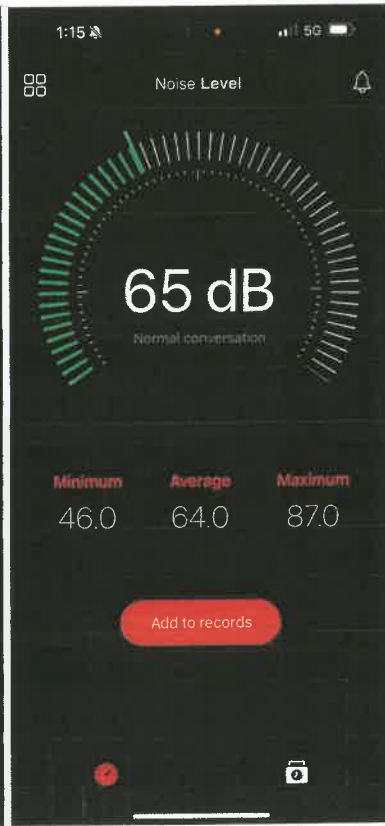 1:15 5G
Noise Level
65 dB
Normal conversation
Minimum Average Maximum
46.0 64.0 87.0
Add to records